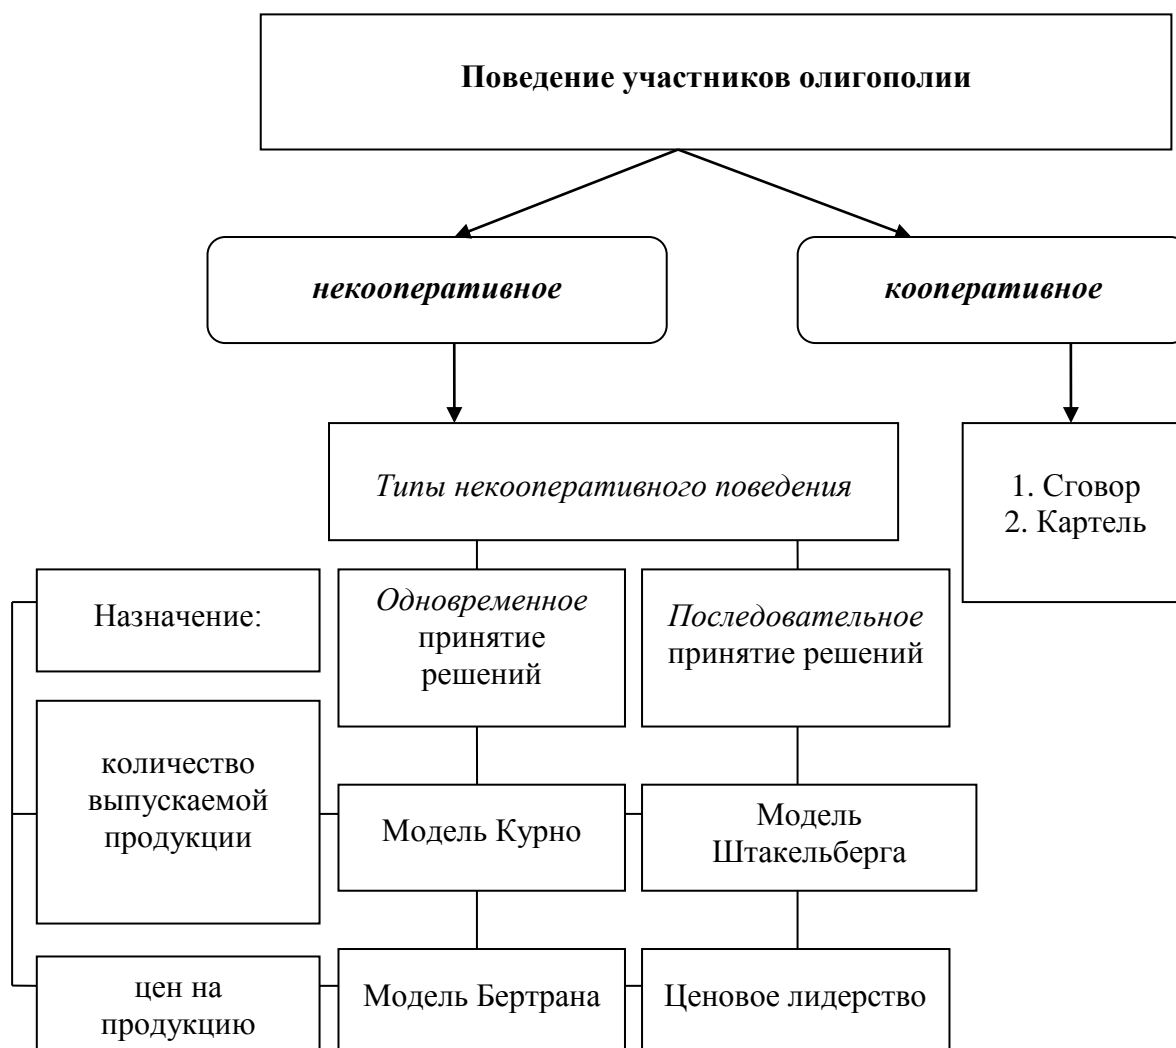 Поведение участников олигополии
некооперативное
кооперативное
Типы некооперативного поведения
1. Сговор
2. Картель
Назначение:
Одновременное
принятие
решений
Последовательное
принятие решений
количество
выпускаемой
продукции
Модель Курно
Модель
Штакельберга
цен на
продукцию
Модель Бертрана
Ценовое лидерство